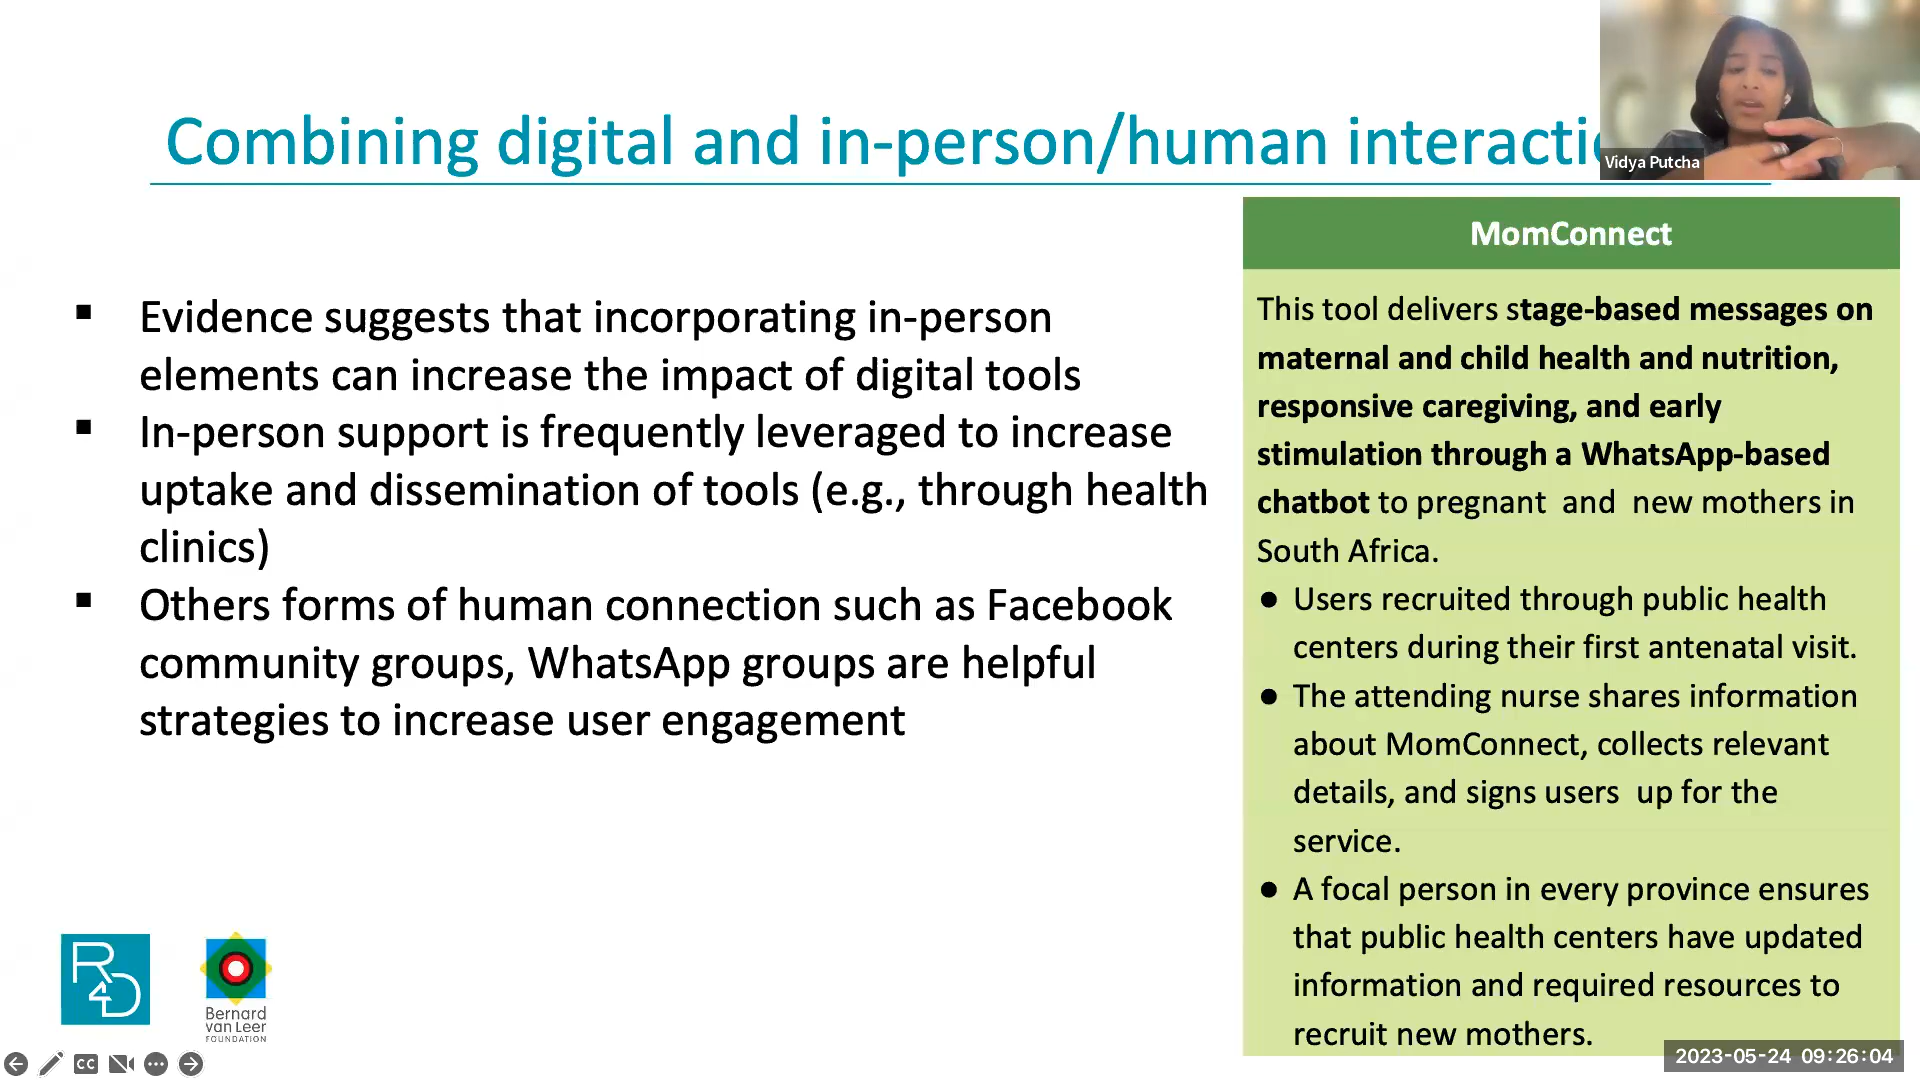 Combining digital and in-person/human interacti
Vidya Putcha
Evidence suggests that incorporating in-person
elements can increase the impact of digital tools
In-person support is frequently leveraged to increase
uptake and dissemination of tools (e.g., through health
clinics)
Others forms of human connection such as Facebook
community groups, WhatsApp groups are helpful
strategies to increase user engagement
MomConnect
This tool delivers stage-based messages on
maternal and child health and nutrition,
responsive caregiving, and early
stimulation through a WhatsApp-based
chatbot to pregnant and new mothers in
South Africa.
Users recruited through public health
centers during their first antenatal visit.
The attending nurse shares information
about MomConnect, collects relevant
details, and signs users up for the
service.
A focal person in every province ensures
that public health centers have updated
information and required resources to
recruit new mothers.
R4D
Bernard
van Leer
FOUNDATION
CC
2023-05-24 09:26:04